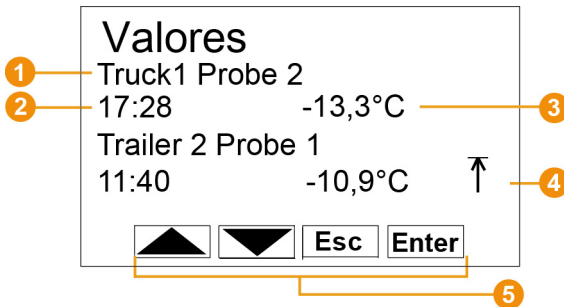 Valores
1 Truck1 Probe 2
2 17:28 -13,3°C 3
Trailer 2 Probe 1
11:40 -10,9°C 4
Esc Enter
5